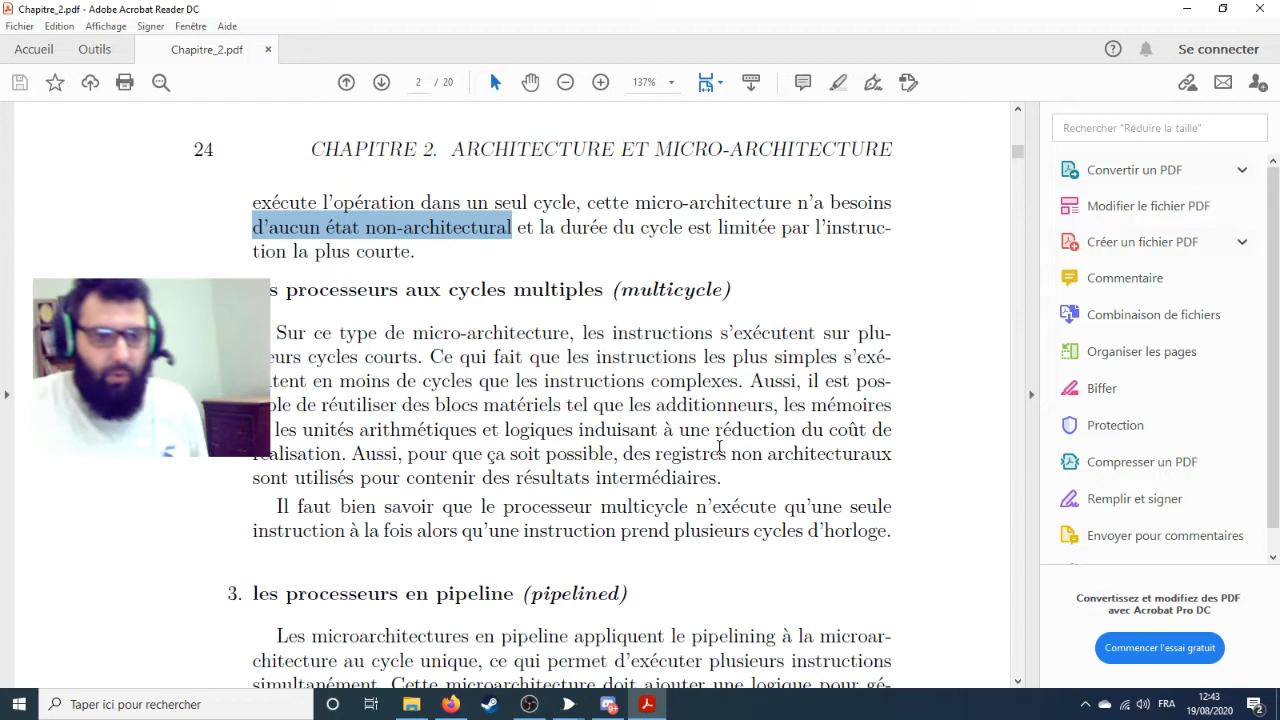 Chapitre_2.pdf - Adobe Acrobat Reader DC
Fichier Edition Affichage Signer Fenêtre Aide
Accueil Outils Chapitre_2.pdf × Se connecter
2 / 20 137%
24 CHAPITRE 2. ARCHITECTURE ET MICRO-ARCHITECTURE
exécute l'opération dans un seul cycle, cette micro-architecture n'a besoins
d'aucun état non-architectural et la durée du cycle est limitée par l'instruc-
tion la plus courte.
s processeurs aux cycles multiples (multicycle)
Sur ce type de micro-architecture, les instructions s'exécutent sur plu-
eurs cycles courts. Ce qui fait que les instructions les plus simples s'exé-
tent en moins de cycles que les instructions complexes. Aussi, il est pos-
ble de réutiliser des blocs matériels tel que les additionneurs, les mémoires
les unités arithmétiques et logiques induisant à une réduction du coût de
réalisation. Aussi, pour que ça soit possible, des registres non architecturaux
sont utilisés pour contenir des résultats intermédiaires.
Il faut bien savoir que le processeur multicycle n'exécute qu'une seule
instruction à la fois alors qu'une instruction prend plusieurs cycles d'horloge.
3. les processeurs en pipeline (pipelined)
Les microarchitectures en pipeline appliquent le pipelining à la microar-
chitecture au cycle unique, ce qui permet d'exécuter plusieurs instructions
simultanément. Cette microarchitecture doit ajouter une logique pour gé-
Rechercher "Réduire la taille"
Convertir un PDF
Modifier le fichier PDF
Créer un fichier PDF
Commentaire
Combinaison de fichiers
Organiser les pages
Biffer
Protection
Compresser un PDF
Remplir et signer
Envoyer pour commentaires
Convertissez et modifiez des PDF
avec Acrobat Pro DC
Commencer l'essai gratuit
Taper ici pour rechercher
FRA
12:43
19/08/2020
2